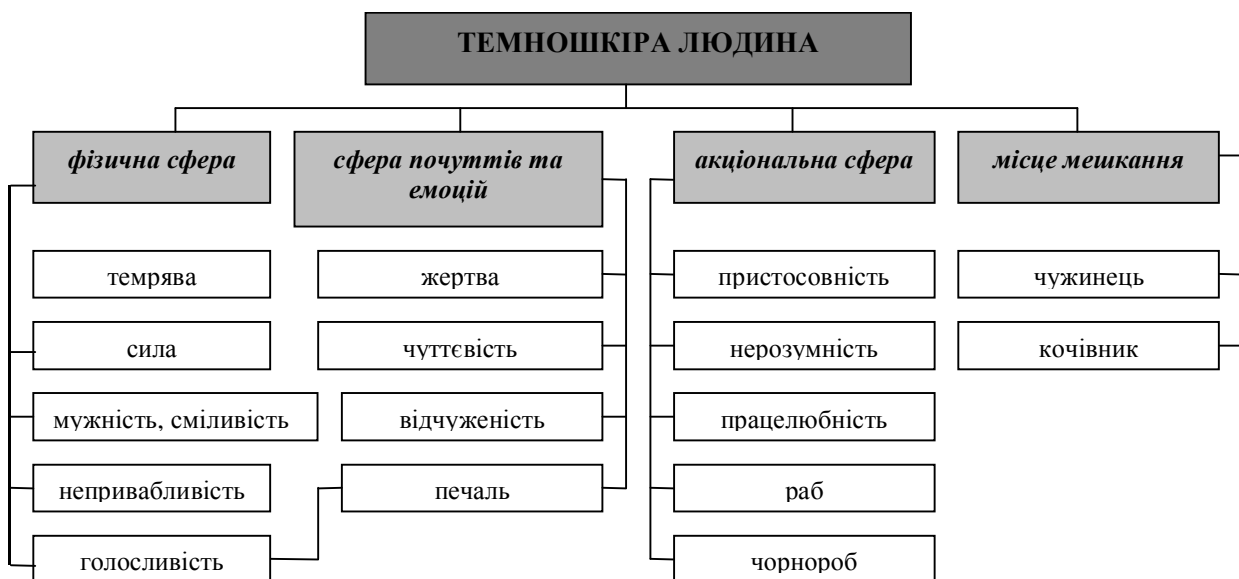 ТЕМНОШКІРА ЛЮДИНА
фізична сфера
сфера почуттів та
емоцій
акціональна сфера
місце мешкання
темрява
жертва
пристосовність
чужинець
сила
чуттєвість
нерозумність
кочівник
мужність, сміливість
відчуженість
працелюбність
непривабливість
печаль
раб
голосливість
чорнороб